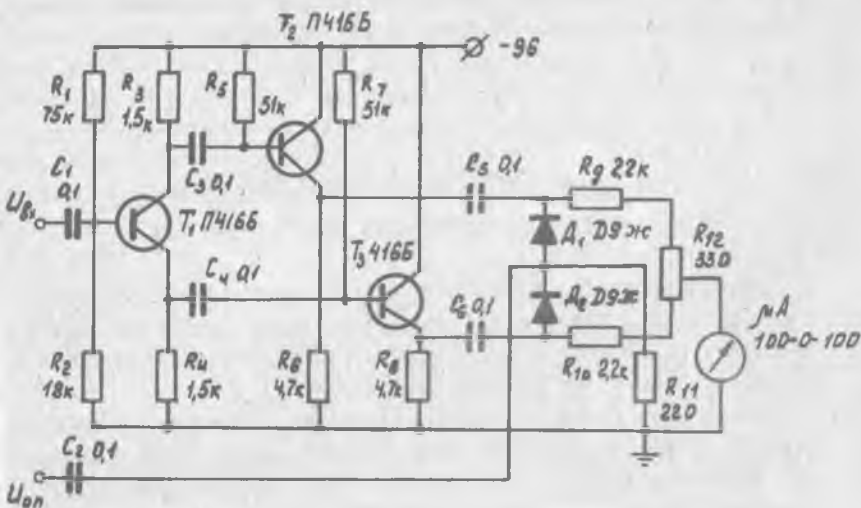 T₂ П416Б
-9Б
R₁
75к
R₃
1,5к
R₅
51к
R₇
51к
C₁
0,1
C₃ 0,1
Uвх
T₁ П416Б
C₅ 0,1
R₉ 2,2к
Д₁ Д9ж
R₁₂
330
T₃ 416Б
C₄ 0,1
C₆ 0,1
Д₂ Д9ж
μA
100-0-100
R₂
18к
R₄
1,5к
R₆
4,7к
R₈
4,7к
R₁₀ 2,2к
R₁₁
220
C₂ 0,1
Uоп